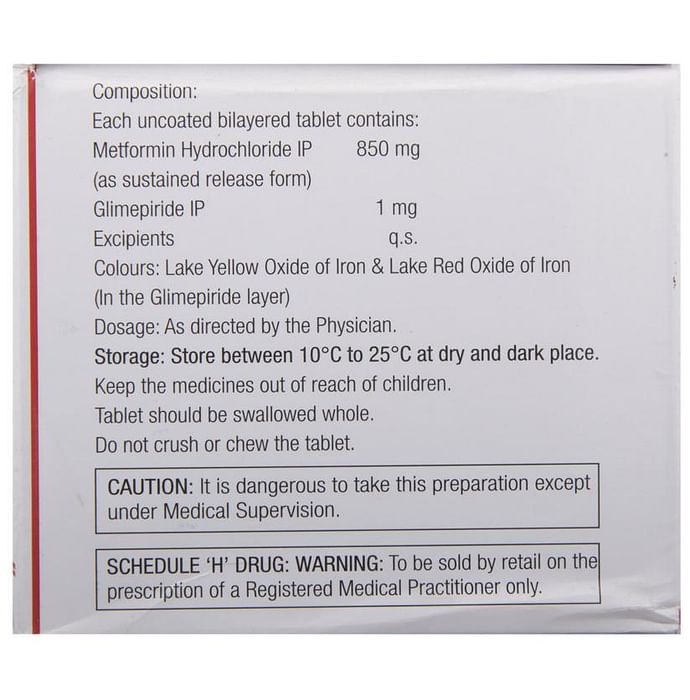 Composition:
Each uncoated bilayered tablet contains:
Metformin Hydrochloride IP 850 mg
(as sustained release form)
Glimepiride IP 1 mg
Excipients q.s.
Colours: Lake Yellow Oxide of Iron & Lake Red Oxide of Iron
(In the Glimepiride layer)
Dosage: As directed by the Physician.
Storage: Store between 10°C to 25°C at dry and dark place.
Keep the medicines out of reach of children.
Tablet should be swallowed whole.
Do not crush or chew the tablet.
CAUTION: It is dangerous to take this preparation except
under Medical Supervision.
SCHEDULE ‘H’ DRUG: WARNING: To be sold by retail on the
prescription of a Registered Medical Practitioner only.